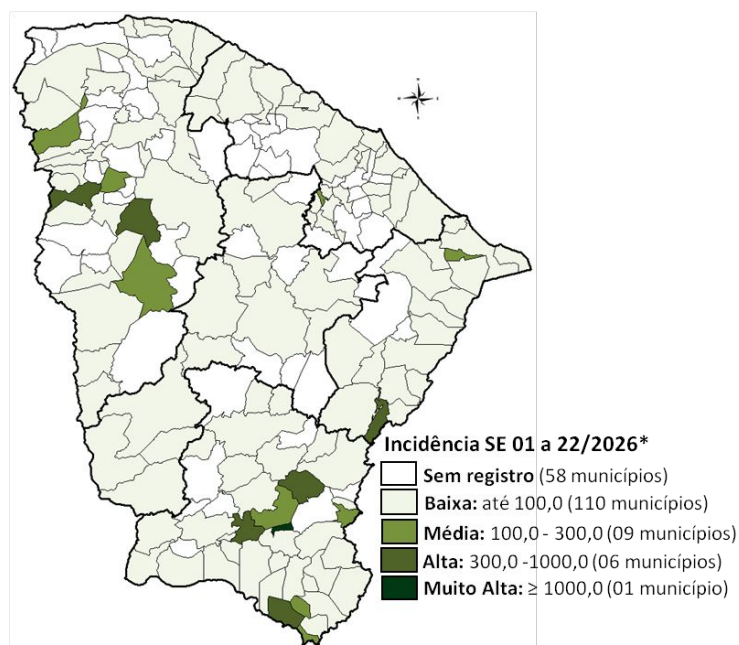 Incidência SE 01 a 22/2026*
Sem registro (58 municípios)
Baixa: até 100,0 (110 municípios)
Média: 100,0 - 300,0 (09 municípios)
Alta: 300,0 -1000,0 (06 municípios)
Muito Alta: ≥ 1000,0 (01 município)